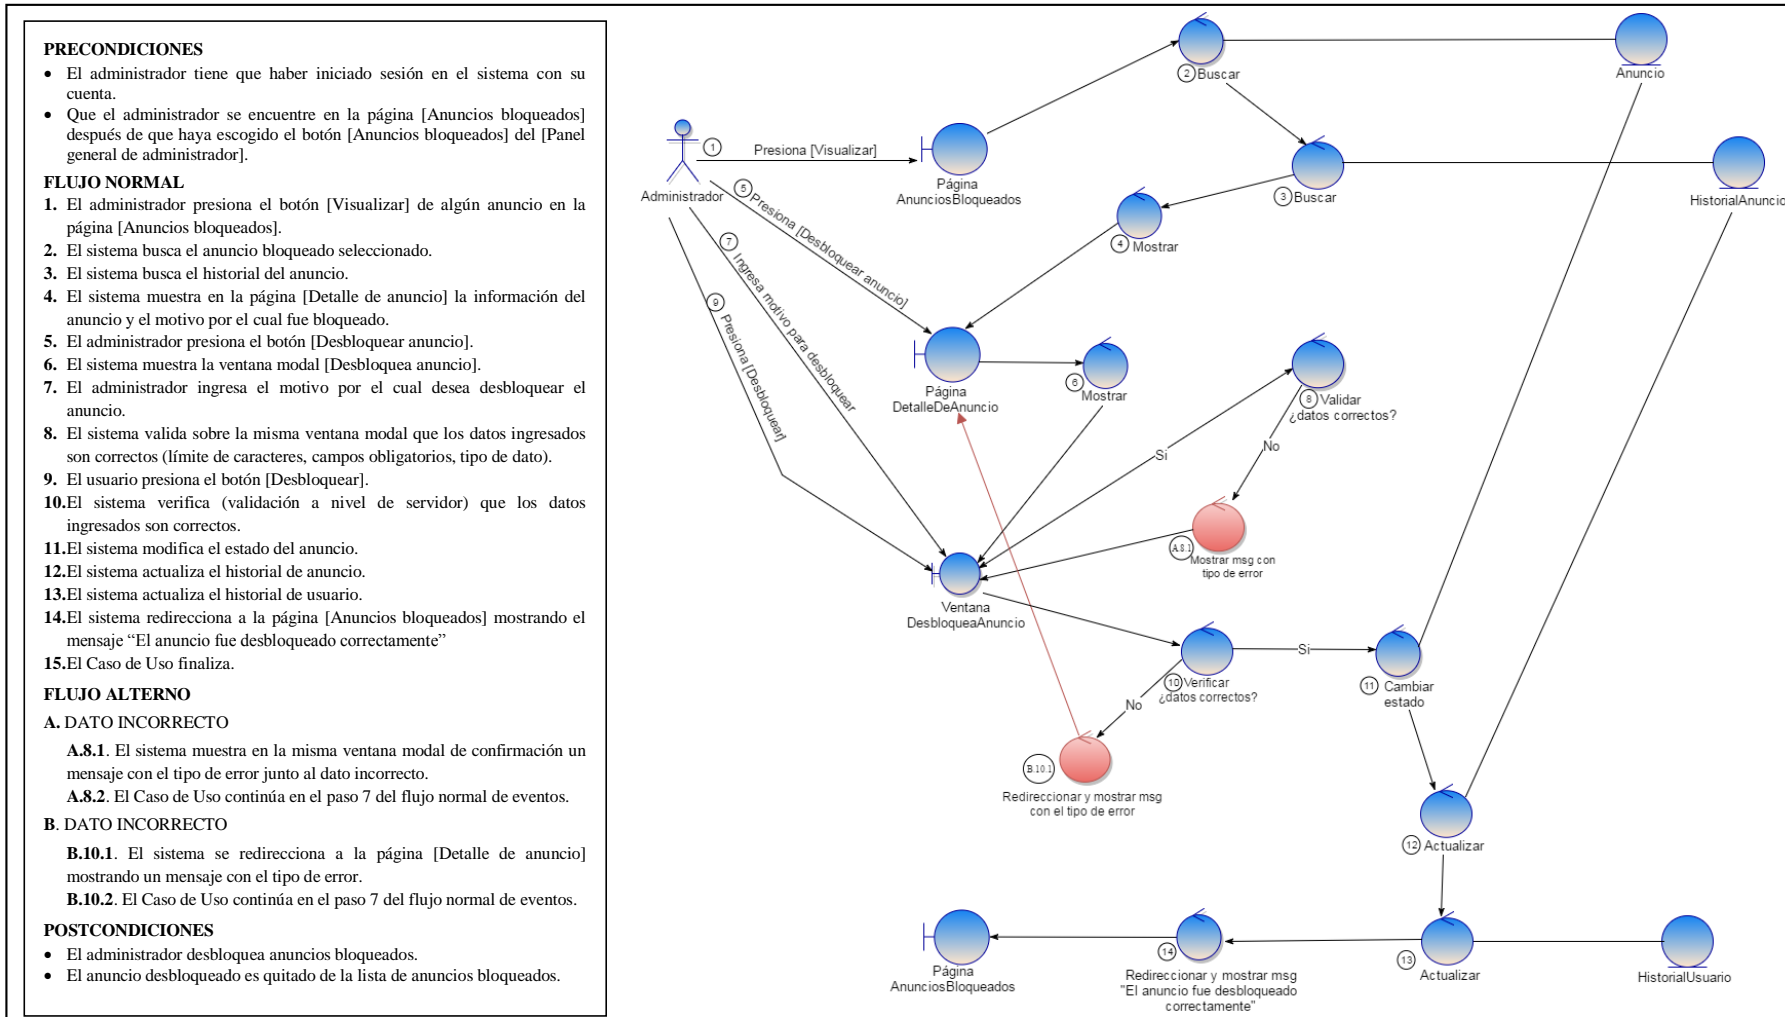 PRECONDICIONES
• El administrador tiene que haber iniciado sesión en el sistema con su
cuenta.
• Que el administrador se encuentre en la página [Anuncios bloqueados]
después de que haya escogido el botón [Anuncios bloqueados] del [Panel
general de administrador].
FLUJO NORMAL
1. El administrador presiona el botón [Visualizar] de algún anuncio en la
página [Anuncios bloqueados].
2. El sistema busca el anuncio bloqueado seleccionado.
3. El sistema busca el historial del anuncio.
4. El sistema muestra en la página [Detalle de anuncio] la información del
anuncio y el motivo por el cual fue bloqueado.
5. El administrador presiona el botón [Desbloquear anuncio].
6. El sistema muestra la ventana modal [Desbloquea anuncio].
7. El administrador ingresa el motivo por el cual desea desbloquear el
anuncio.
8. El sistema valida sobre la misma ventana modal que los datos ingresados
son correctos (límite de caracteres, campos obligatorios, tipo de dato).
9. El usuario presiona el botón [Desbloquear].
10.El sistema verifica (validación a nivel de servidor) que los datos
ingresados son correctos.
11.El sistema modifica el estado del anuncio.
12.El sistema actualiza el historial de anuncio.
13.El sistema actualiza el historial de usuario.
14.El sistema redirecciona a la página [Anuncios bloqueados] mostrando el
mensaje “El anuncio fue desbloqueado correctamente”
15.El Caso de Uso finaliza.
FLUJO ALTERNO
A. DATO INCORRECTO
A.8.1. El sistema muestra en la misma ventana modal de confirmación un
mensaje con el tipo de error junto al dato incorrecto.
A.8.2. El Caso de Uso continúa en el paso 7 del flujo normal de eventos.
B. DATO INCORRECTO
B.10.1. El sistema se redirecciona a la página [Detalle de anuncio]
mostrando un mensaje con el tipo de error.
B.10.2. El Caso de Uso continúa en el paso 7 del flujo normal de eventos.
POSTCONDICIONES
• El administrador desbloquea anuncios bloqueados.
• El anuncio desbloqueado es quitado de la lista de anuncios bloqueados.
2 Buscar
Anuncio
1
Presiona [Visualizar]
Administrador
Página
AnunciosBloqueados
3 Buscar
HistorialAnuncio
5 Presiona [Desbloquear anuncio]
4 Mostrar
7 Ingresa motivo para desbloquear
9 Presiona [Desbloquear]
Página
DetalleDeAnuncio
6
Mostrar
8 Validar
¿datos correctos?
Si
No
A.8.1
Mostrar msg con
tipo de error
Ventana
DesbloqueaAnuncio
10 Verificar
¿datos correctos?
Si
No
11 Cambiar
estado
B.10.1
Redireccionar y mostrar msg
con el tipo de error
12 Actualizar
Página
AnunciosBloqueados
14
Redireccionar y mostrar msg
"El anuncio fue desbloqueado
correctamente"
13
Actualizar
HistorialUsuario